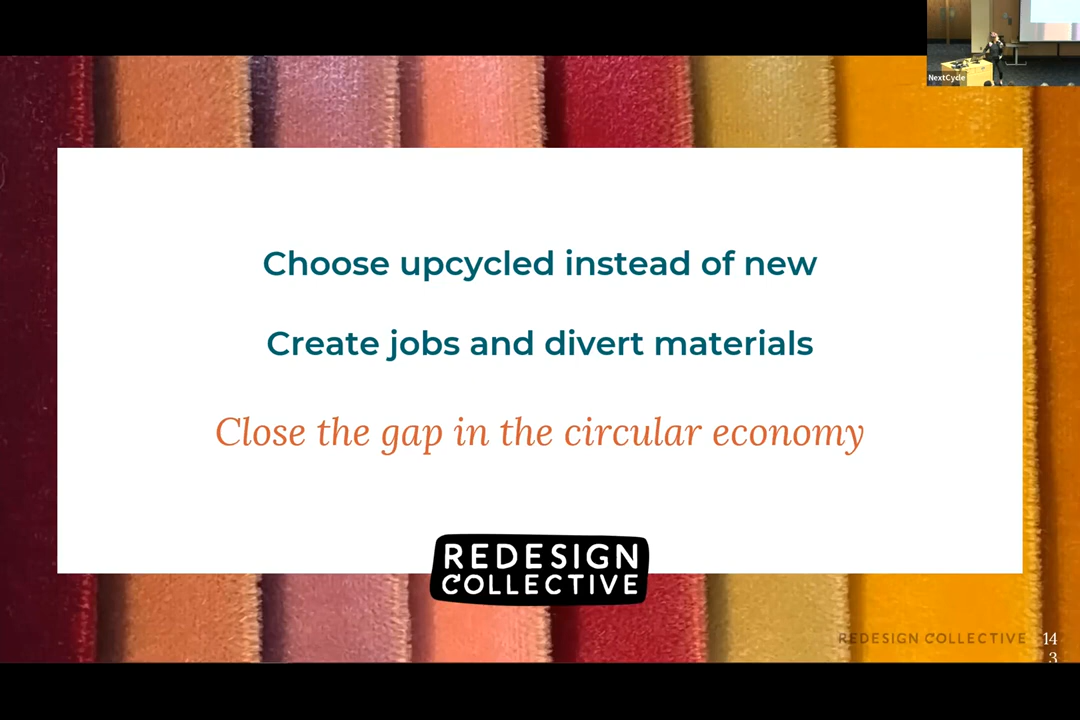 NextCycle
Choose upcycled instead of new
Create jobs and divert materials
Close the gap in the circular economy
REDESIGN
COLLECTIVE
REDESIGN COLLECTIVE 14
3